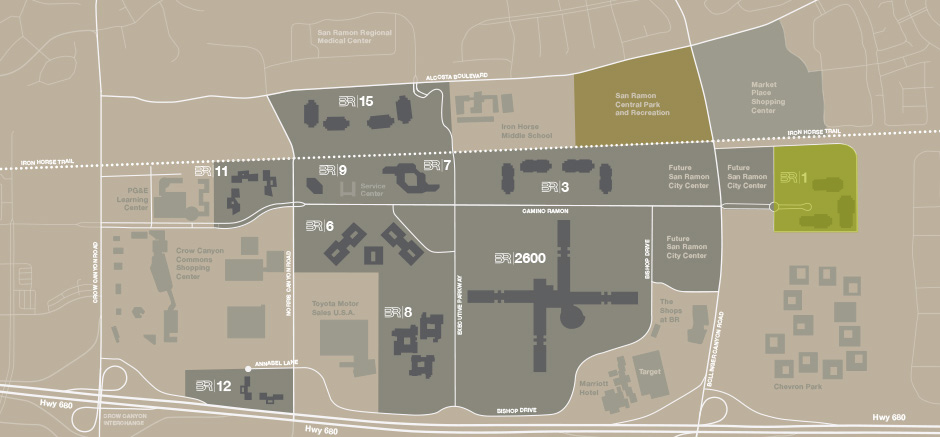 San Ramon Regional
Medical Center
ALCOSTA BOULEVARD
BR|15
San Ramon
Central Park
and Recreation
Market
Place
Shopping
Center
Iron Horse
Middle School
IRON HORSE TRAIL
IRON HORSE TRAIL
BR|11
BR|9
BR|7
BR|3
Future
San Ramon
City Center
Future
San Ramon
City Center
BR|1
PG&E
Learning
Center
Service
Center
CAMINO RAMON
BR|6
Crow Canyon
Commons
Shopping
Center
BR|2600
Future
San Ramon
City Center
CROW CANYON ROAD
MORRIS CANYON ROAD
EXECUTIVE PARKWAY
BISHOP DRIVE
BOLLINGER CANYON ROAD
Toyota Motor
Sales U.S.A.
BR|8
The
Shops
at BR
ANNABEL LANE
BR|12
Marriott
Hotel
Target
Chevron Park
Hwy 680
CROW CANYON
INTERCHANGE
Hwy 680
BISHOP DRIVE
Hwy 680